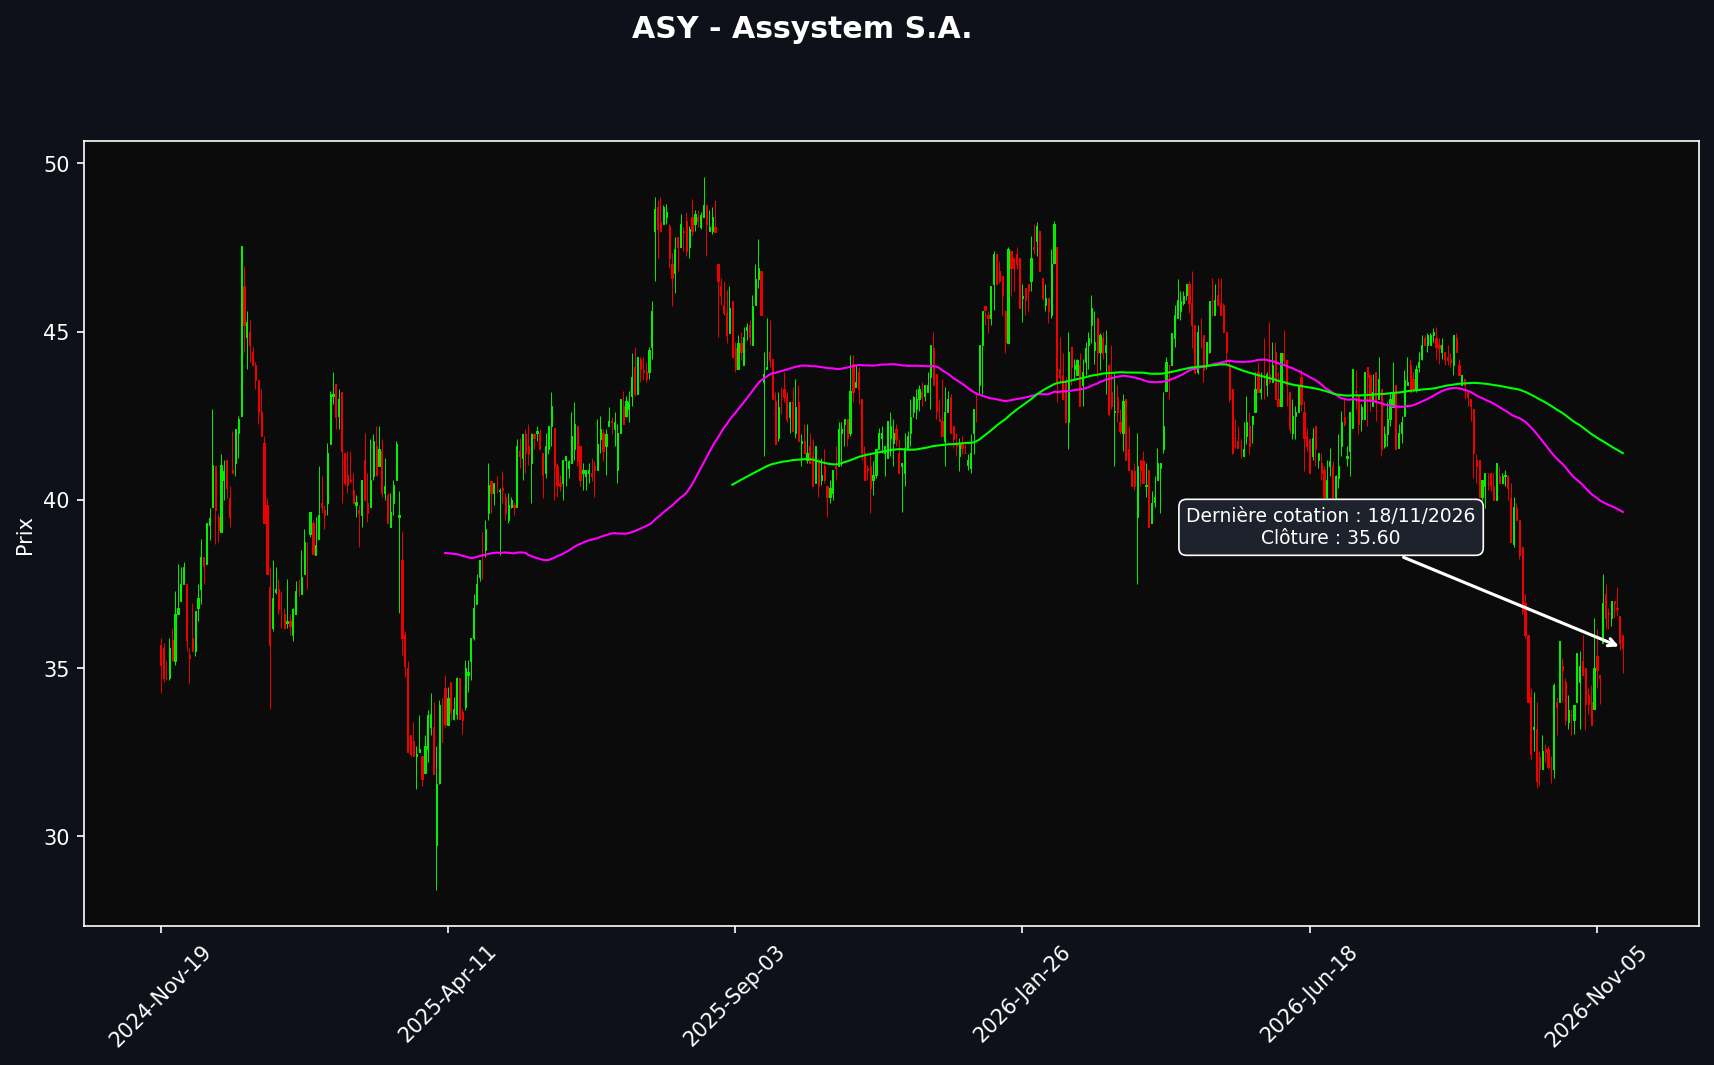 ASY - Assystem S.A.
Prix
50
45
40
35
30
Dernière cotation : 18/11/2026
Clôture : 35.60
2024-Nov-19
2025-Apr-11
2025-Sep-03
2026-Jan-26
2026-Jun-18
2026-Nov-05